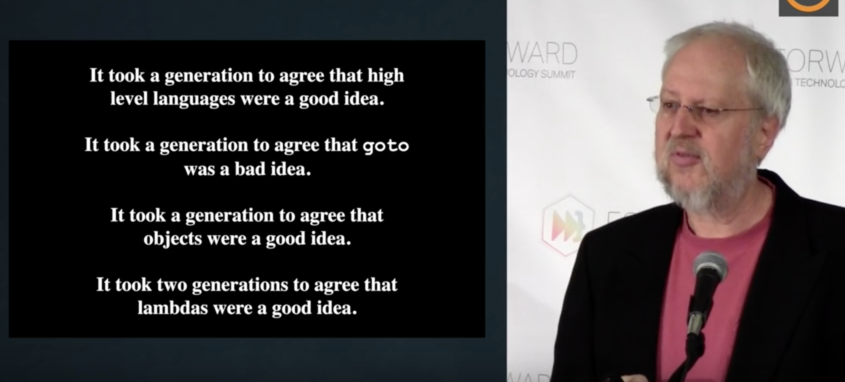 It took a generation to agree that high
level languages were a good idea.
It took a generation to agree that goto
was a bad idea.
It took a generation to agree that
objects were a good idea.
It took two generations to agree that
lambdas were a good idea.
WARD
OLOGY SUMMIT
ORW
TECHNOLO